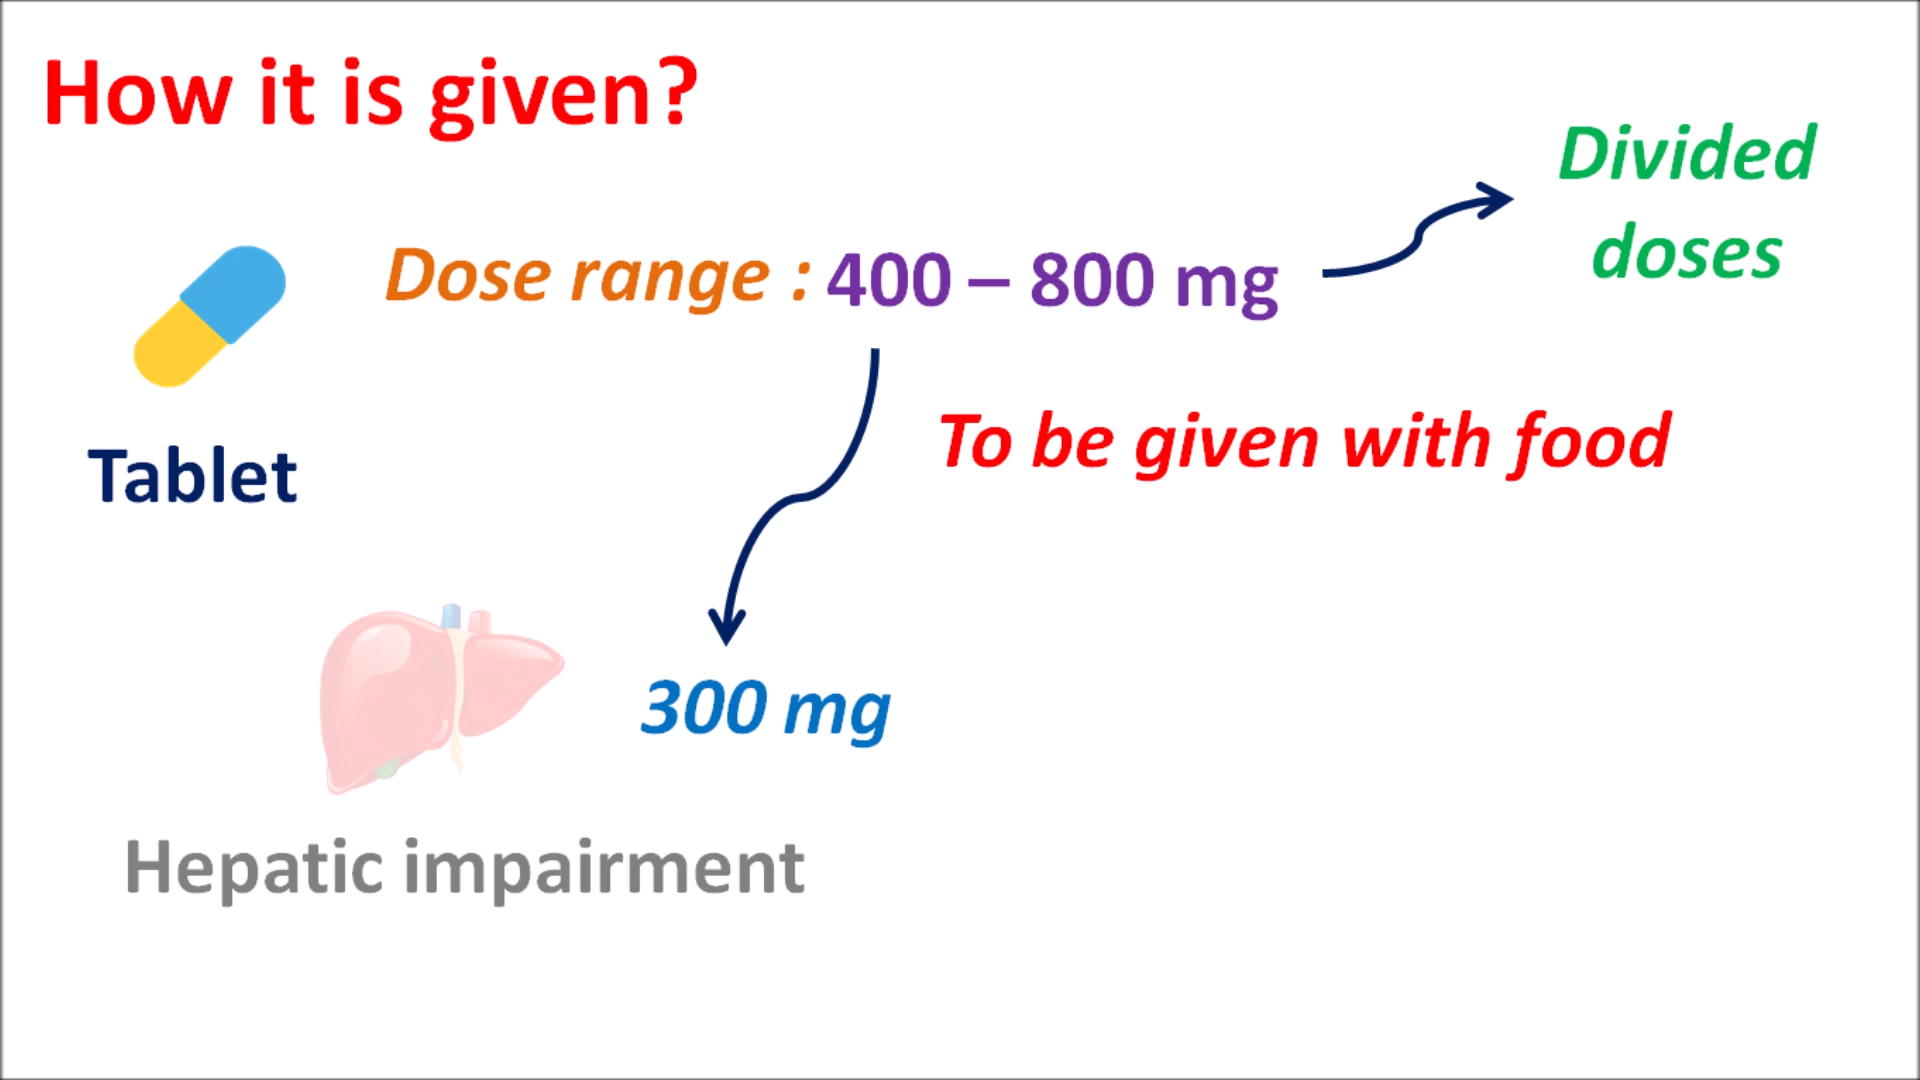 How it is given?
Divided
doses
Dose range : 400 – 800 mg
To be given with food
Tablet
300 mg
Hepatic impairment